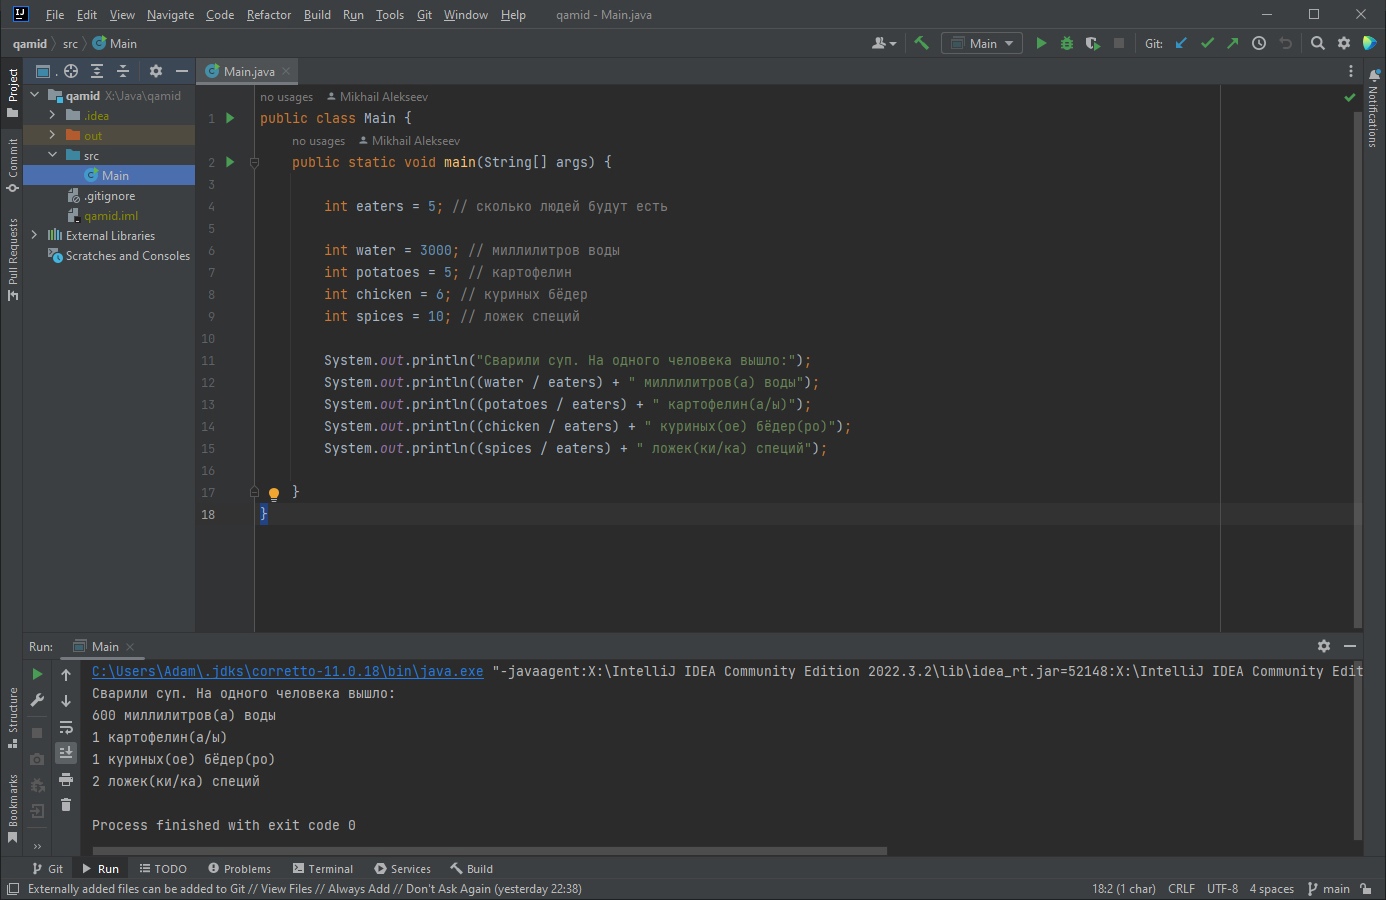 File Edit View Navigate Code Refactor Build Run Tools Git Window Help qamid - Main.java
qamid src Main Main Git:
Project
Commit
Pull Requests
Structure
Bookmarks
Notifications
qamid X:\Java\qamid
.idea
out
src
Main
.gitignore
qamid.iml
External Libraries
Scratches and Consoles
Main.java
no usages Mikhail Alekseev
1 public class Main {
no usages Mikhail Alekseev
2 public static void main(String[] args) {
3
4 int eaters = 5; // сколько людей будут есть
5
6 int water = 3000; // миллилитров воды
7 int potatoes = 5; // картофелин
8 int chicken = 6; // куриных бёдер
9 int spices = 10; // ложек специй
10
11 System.out.println("Сварили суп. На одного человека вышло:");
12 System.out.println((water / eaters) + " миллилитров(а) воды");
13 System.out.println((potatoes / eaters) + " картофелин(а/ы)");
14 System.out.println((chicken / eaters) + " куриных(ое) бёдер(ро)");
15 System.out.println((spices / eaters) + " ложек(ки/ка) специй");
16
17 }
18 }
Run: Main
C:\Users\Adam\.jdks\corretto-11.0.18\bin\java.exe "-javaagent:X:\IntelliJ IDEA Community Edition 2022.3.2\lib\idea_rt.jar=52148:X:\IntelliJ IDEA Community Edit
Сварили суп. На одного человека вышло:
600 миллилитров(а) воды
1 картофелин(а/ы)
1 куриных(ое) бёдер(ро)
2 ложек(ки/ка) специй
Process finished with exit code 0
Git Run TODO Problems Terminal Services Build
Externally added files can be added to Git // View Files // Always Add // Don't Ask Again (yesterday 22:38) 18:2 (1 char) CRLF UTF-8 4 spaces main